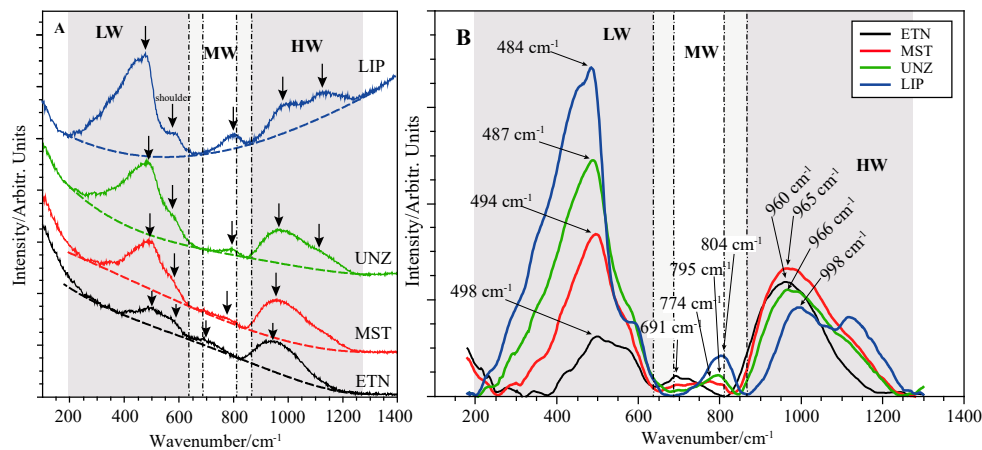 A
LW
MW
HW
LIP
shoulder
UNZ
MST
ETN
Intensity/Arbitr. Units
200 400 600 800 1000 1200 1400
Wavenumber/cm-1
B
LW
MW
HW
ETN
MST
UNZ
LIP
484 cm-1
487 cm-1
494 cm-1
498 cm-1
691 cm-1
774 cm-1
795 cm-1
804 cm-1
960 cm-1
965 cm-1
966 cm-1
998 cm-1
Intensity/Arbitr. Units
200 400 600 800 1000 1200 1400
Wavenumber/cm-1